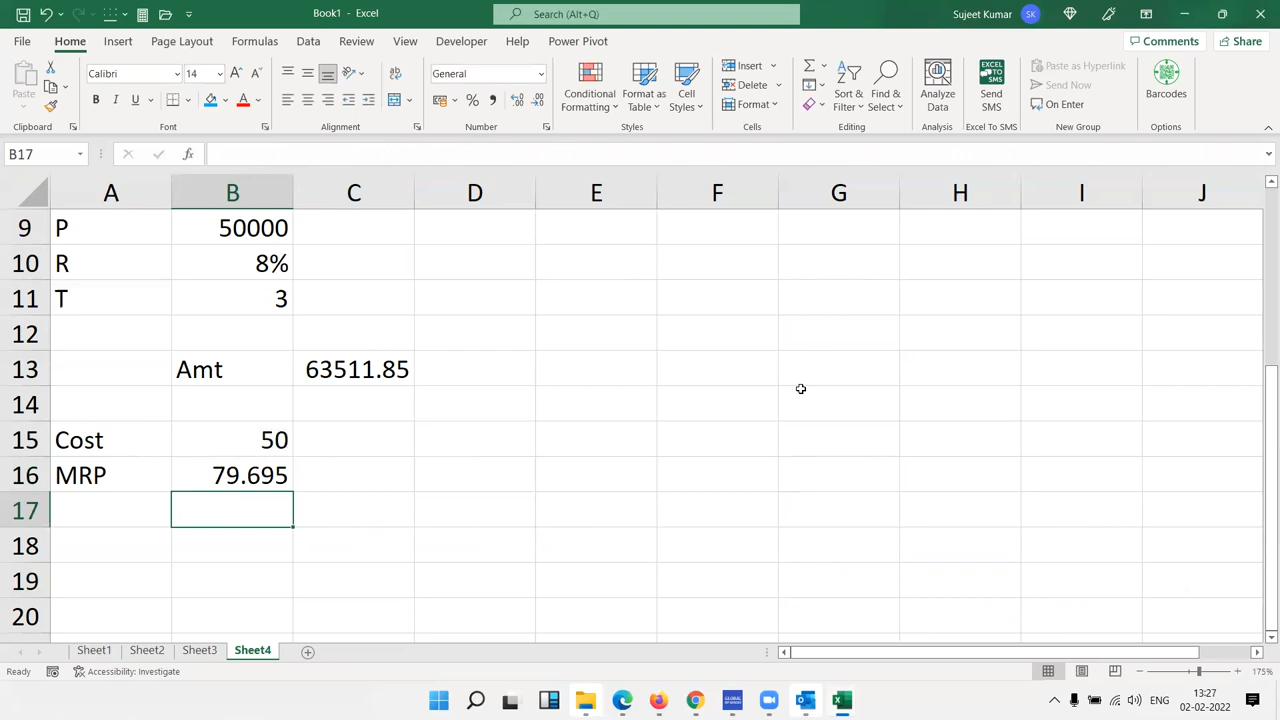 Book1 - Excel
Search (Alt+Q)
Sujeet Kumar
SK
File Home Insert Page Layout Formulas Data Review View Developer Help Power Pivot
Comments Share
Paste
Calibri 14
B I U
General
Conditional Formatting
Format as Table
Cell Styles
Insert
Delete
Format
Sort & Filter
Find & Select
Analyze Data
Send SMS
EXCEL TO SMS
Paste as Hyperlink
Send Now
On Enter
Barcodes
Clipboard Font Alignment Number Styles Cells Editing Analysis Excel To SMS New Group Options
B17 fx
A B C D E F G H I J
9 P 50000
10 R 8%
11 T 3
12
13 Amt 63511.85
14
15 Cost 50
16 MRP 79.695
17
18
19
20
Sheet1 Sheet2 Sheet3 Sheet4
Ready Accessibility: Investigate 175%
ENG 13:27
02-02-2022